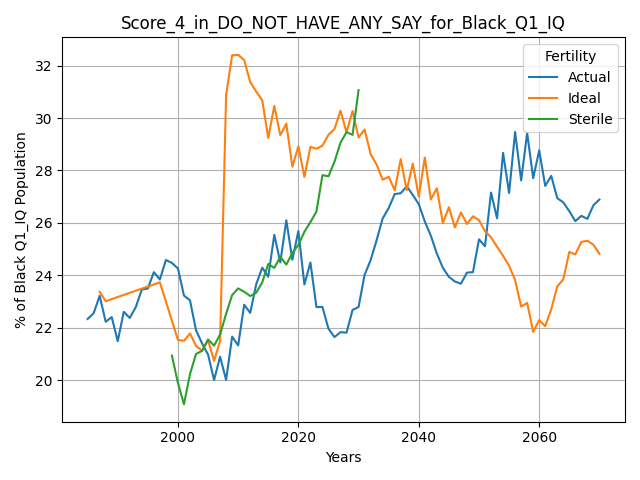 Score_4_in_DO_NOT_HAVE_ANY_SAY_for_Black_Q1_IQ
Fertility
Actual
Ideal
Sterile
% of Black Q1_IQ Population
32
30
28
26
24
22
20
2000
2020
2040
2060
Years